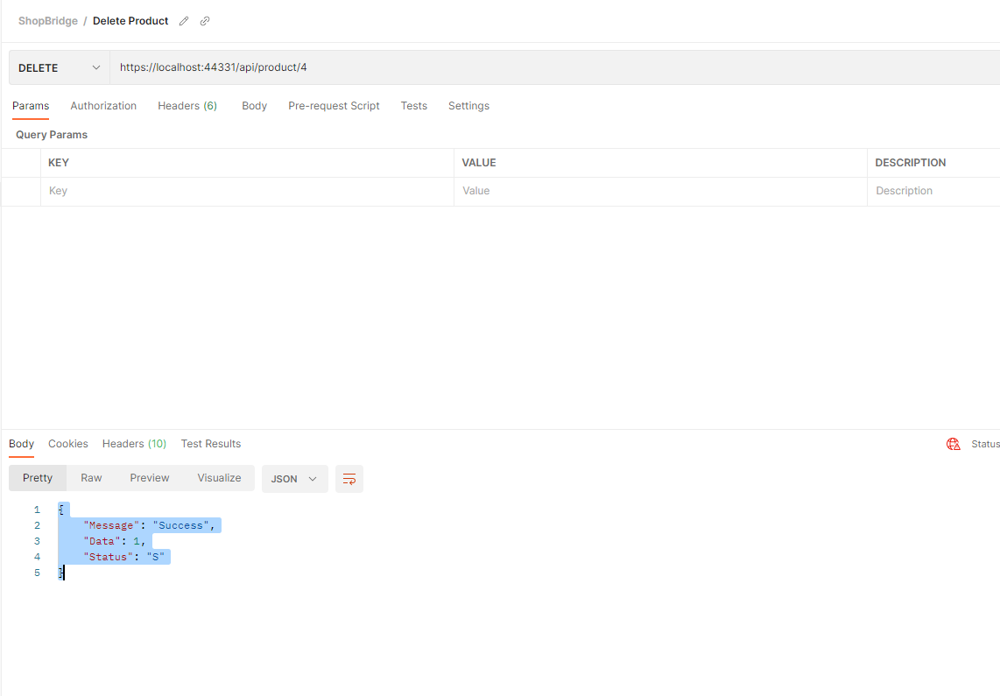 ShopBridge / Delete Product
DELETE https://localhost:44331/api/product/4
Params Authorization Headers (6) Body Pre-request Script Tests Settings
Query Params
KEY VALUE DESCRIPTION
Key Value Description
Body Cookies Headers (10) Test Results Status
Pretty Raw Preview Visualize JSON
1 {
2 "Message": "Success",
3 "Data": 1,
4 "Status": "S"
5 }